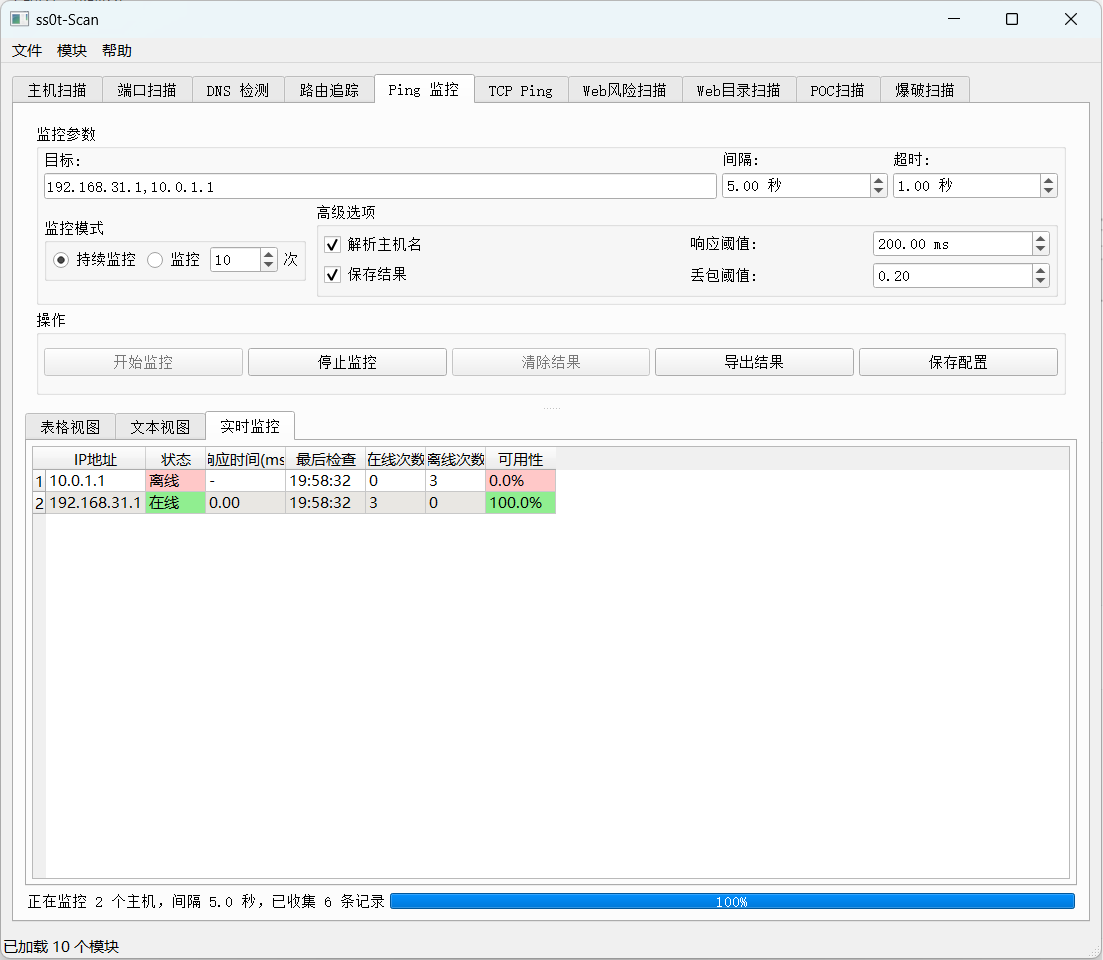 ss0t-Scan
文件 模块 帮助
主机扫描 端口扫描 DNS 检测 路由追踪 Ping 监控 TCP Ping Web风险扫描 Web目录扫描 POC扫描 爆破扫描
监控参数
目标: 间隔: 超时:
192.168.31.1,10.0.1.1 5.00 秒 1.00 秒
监控模式 高级选项
持续监控 监控 10 次 解析主机名 响应阈值: 200.00 ms
保存结果 丢包阈值: 0.20
操作
开始监控 停止监控 清除结果 导出结果 保存配置
表格视图 文本视图 实时监控
IP地址 状态 响应时间(ms 最后检查 在线次数 离线次数 可用性
1 10.0.1.1 离线 - 19:58:32 0 3 0.0%
2 192.168.31.1 在线 0.00 19:58:32 3 0 100.0%
正在监控 2 个主机，间隔 5.0 秒，已收集 6 条记录 100%
已加载 10 个模块